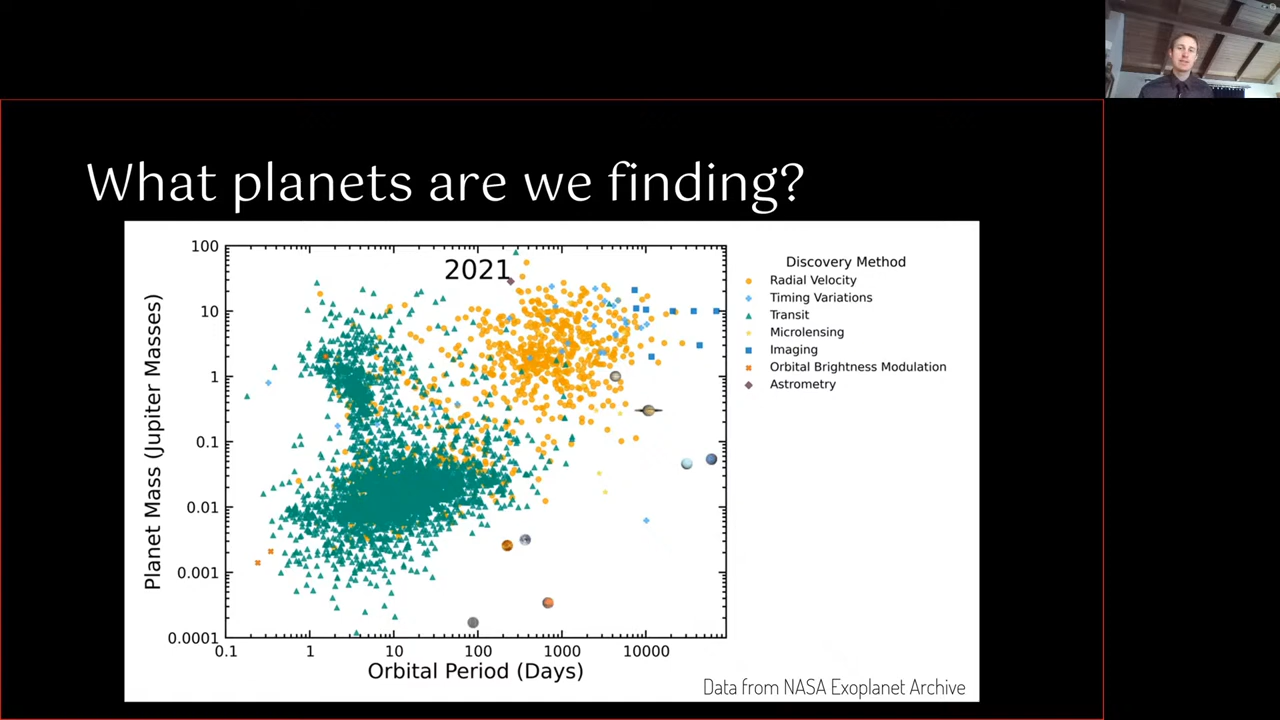 What planets are we finding?
2021
100
10
1
0.1
0.01
0.001
0.0001
Planet Mass (Jupiter Masses)
0.1 1 10 100 1000 10000
Orbital Period (Days)
Discovery Method
Radial Velocity
Timing Variations
Transit
Microlensing
Imaging
Orbital Brightness Modulation
Astrometry
Data from NASA Exoplanet Archive